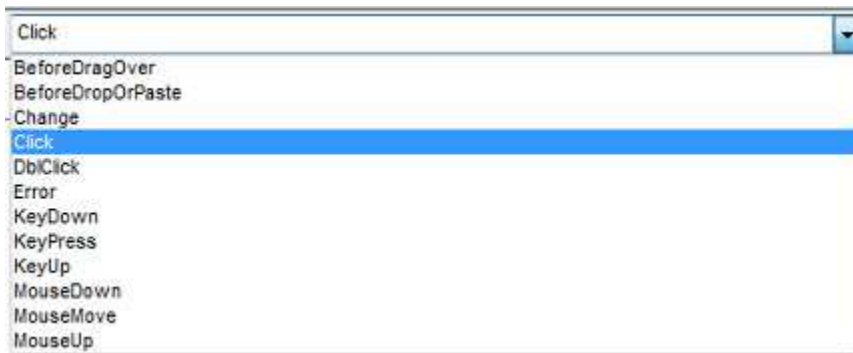 Click
BeforeDragOver
BeforeDropOrPaste
Change
Click
DblClick
Error
KeyDown
KeyPress
KeyUp
MouseDown
MouseMove
MouseUp